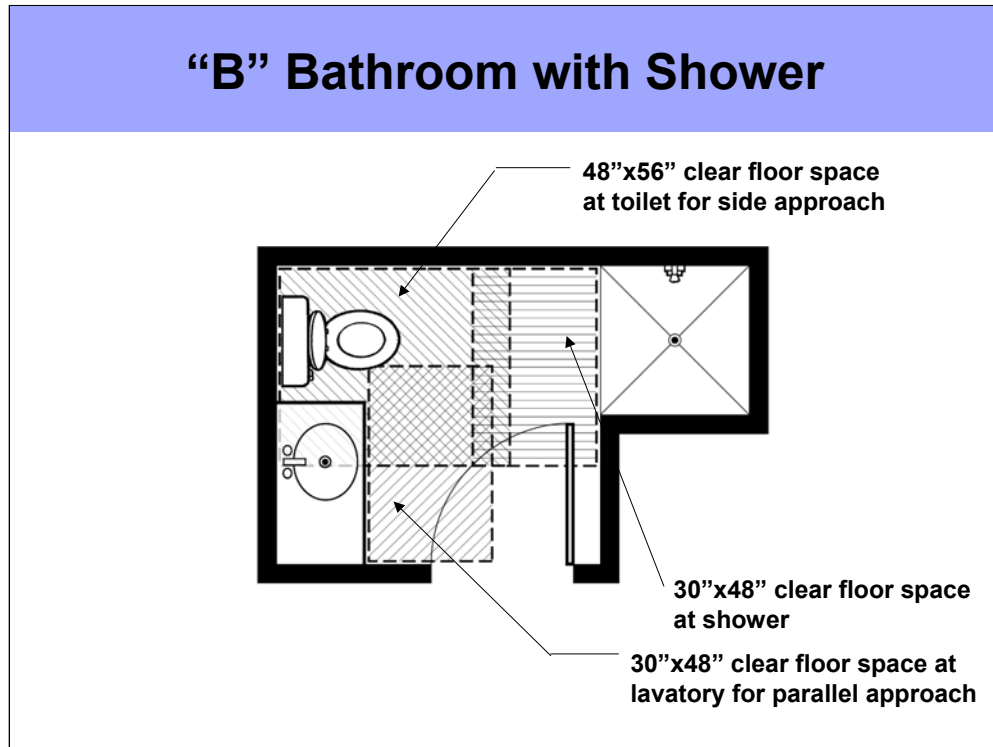 “B” Bathroom with Shower
48”x56” clear floor space
at toilet for side approach
30”x48” clear floor space
at shower
30”x48” clear floor space at
lavatory for parallel approach